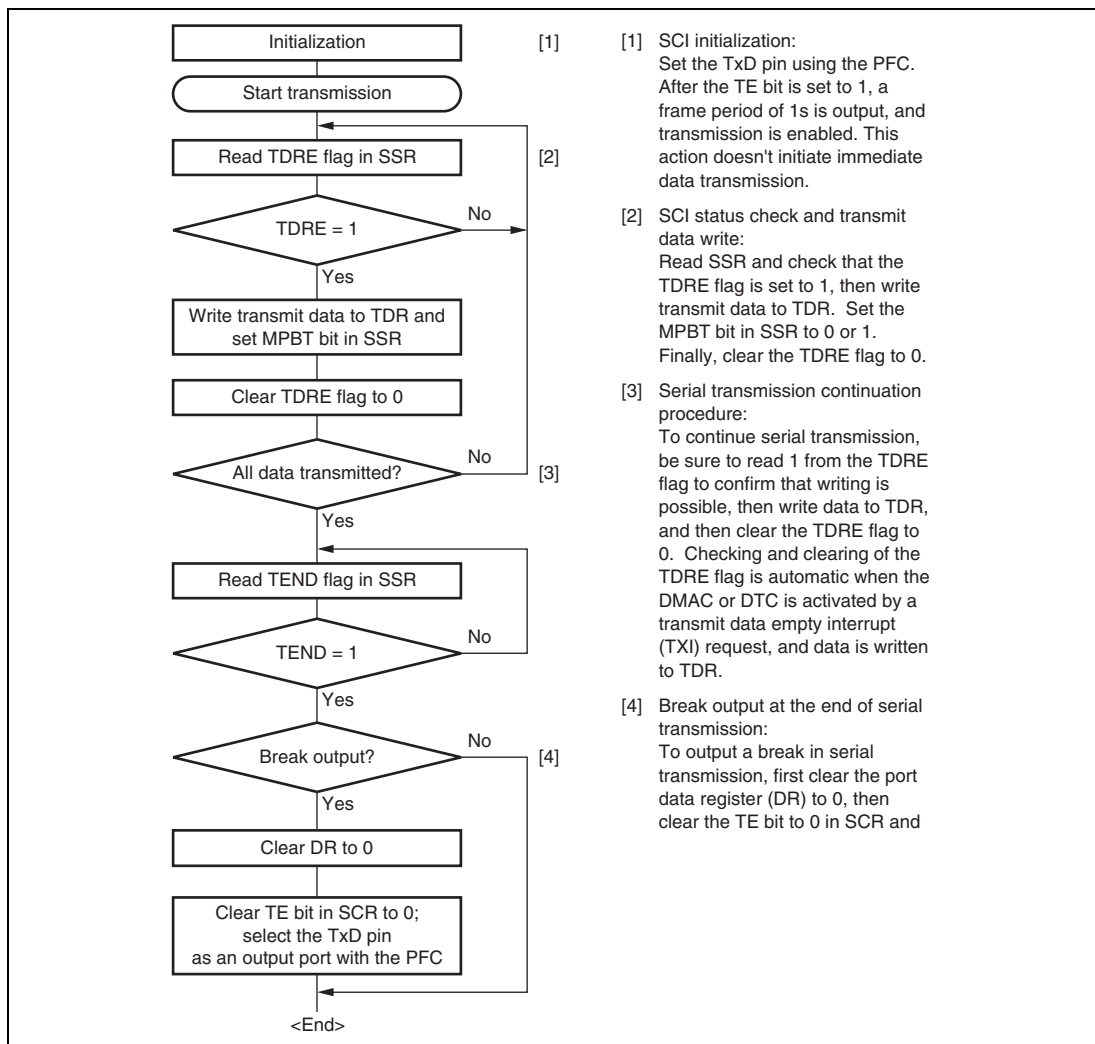 Initialization
[1]
Start transmission
Read TDRE flag in SSR
[2]
TDRE = 1
No
Yes
Write transmit data to TDR and
set MPBT bit in SSR
Clear TDRE flag to 0
All data transmitted?
No
[3]
Yes
Read TEND flag in SSR
TEND = 1
No
Yes
Break output?
No
[4]
Yes
Clear DR to 0
Clear TE bit in SCR to 0;
select the TxD pin
as an output port with the PFC
<End>
[1] SCI initialization:
Set the TxD pin using the PFC.
After the TE bit is set to 1, a
frame period of 1s is output, and
transmission is enabled. This
action doesn't initiate immediate
data transmission.
[2] SCI status check and transmit
data write:
Read SSR and check that the
TDRE flag is set to 1, then write
transmit data to TDR. Set the
MPBT bit in SSR to 0 or 1.
Finally, clear the TDRE flag to 0.
[3] Serial transmission continuation
procedure:
To continue serial transmission,
be sure to read 1 from the TDRE
flag to confirm that writing is
possible, then write data to TDR,
and then clear the TDRE flag to
0. Checking and clearing of the
TDRE flag is automatic when the
DMAC or DTC is activated by a
transmit data empty interrupt
(TXI) request, and data is written
to TDR.
[4] Break output at the end of serial
transmission:
To output a break in serial
transmission, first clear the port
data register (DR) to 0, then
clear the TE bit to 0 in SCR and